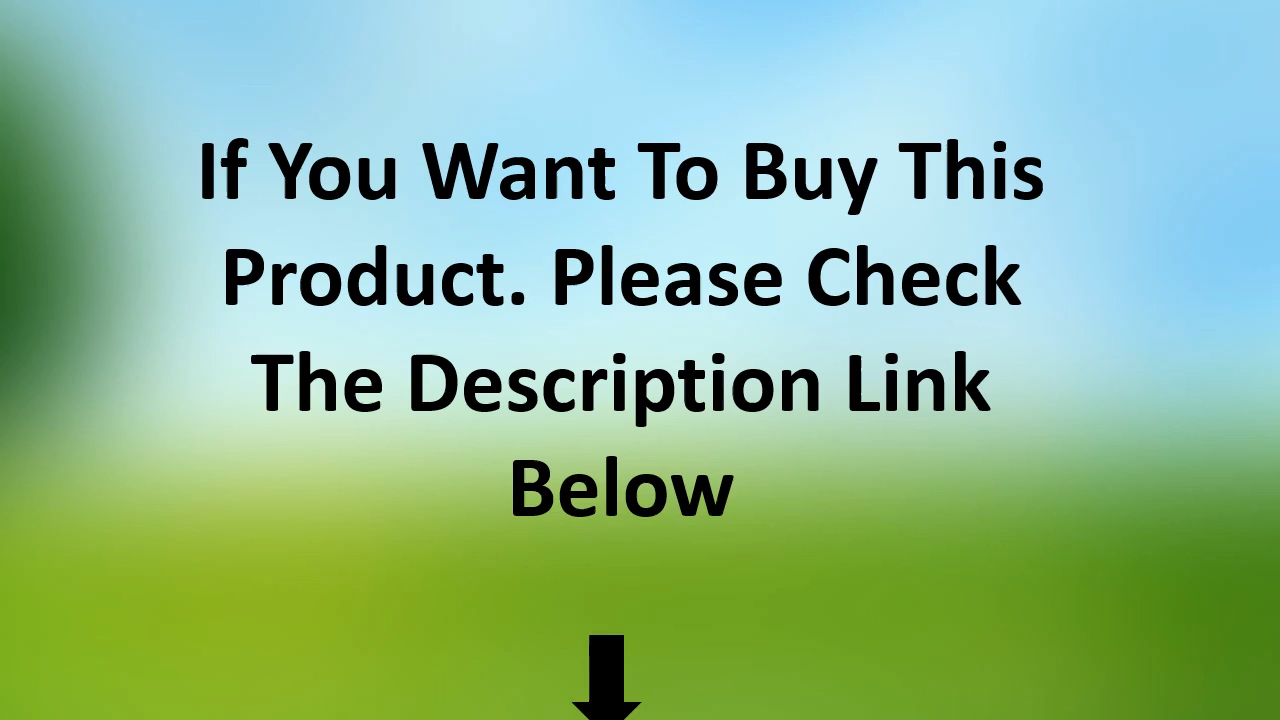 If You Want To Buy This
Product. Please Check
The Description Link
Below